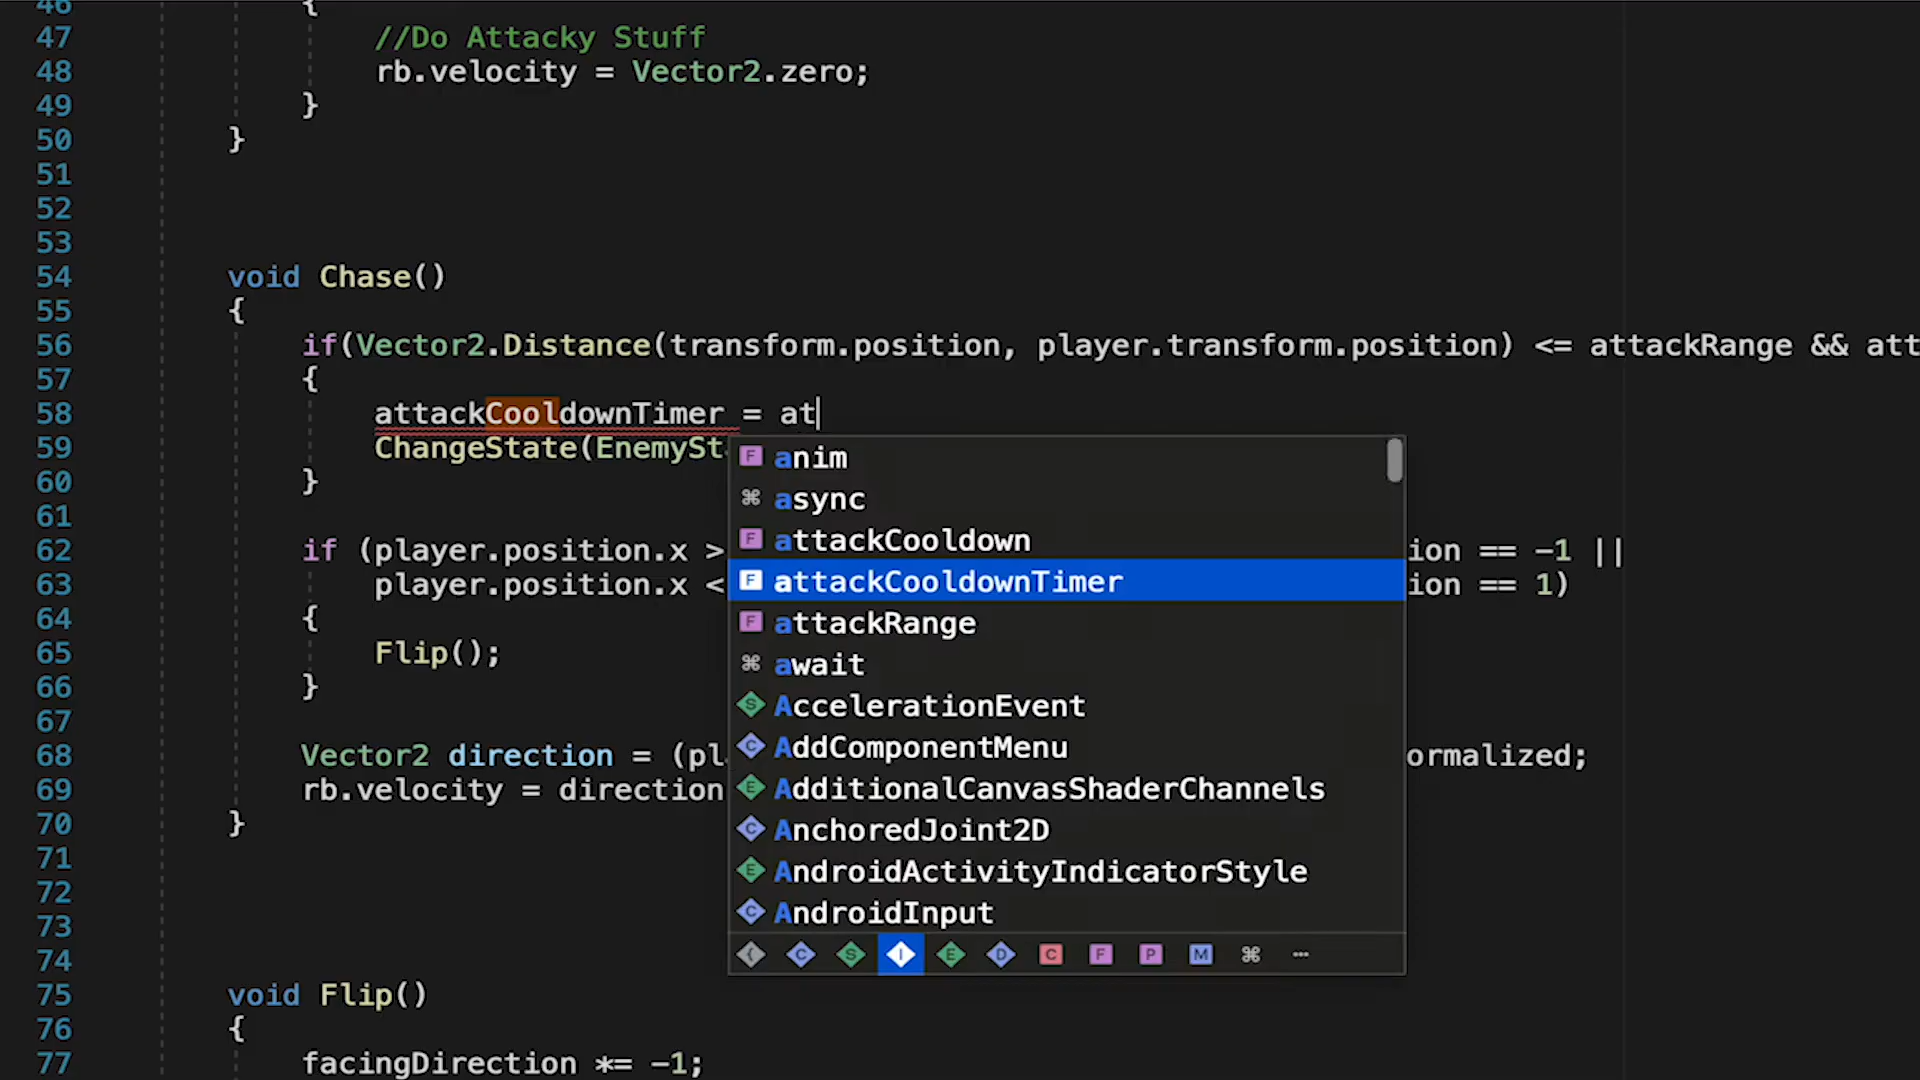 46 {
47 //Do Attacky Stuff
48 rb.velocity = Vector2.zero;
49 }
50 }
51
52
53
54 void Chase()
55 {
56 if(Vector2.Distance(transform.position, player.transform.position) <= attackRange && att
57 {
58 attackCooldownTimer = at
59 ChangeState(EnemySt
60 }
61
62 if (player.position.x > ion == -1 ||
63 player.position.x < ion == 1)
64 {
65 Flip();
66 }
67
68 Vector2 direction = (pl ormalized;
69 rb.velocity = direction
70 }
71
72
73
74
75 void Flip()
76 {
77 facingDirection *= -1;
F anim
⌘ async
F attackCooldown
F attackCooldownTimer
F attackRange
⌘ await
S AccelerationEvent
C AddComponentMenu
E AdditionalCanvasShaderChannels
C AnchoredJoint2D
E AndroidActivityIndicatorStyle
C AndroidInput
{ C S I E D C F P M ⌘ ···